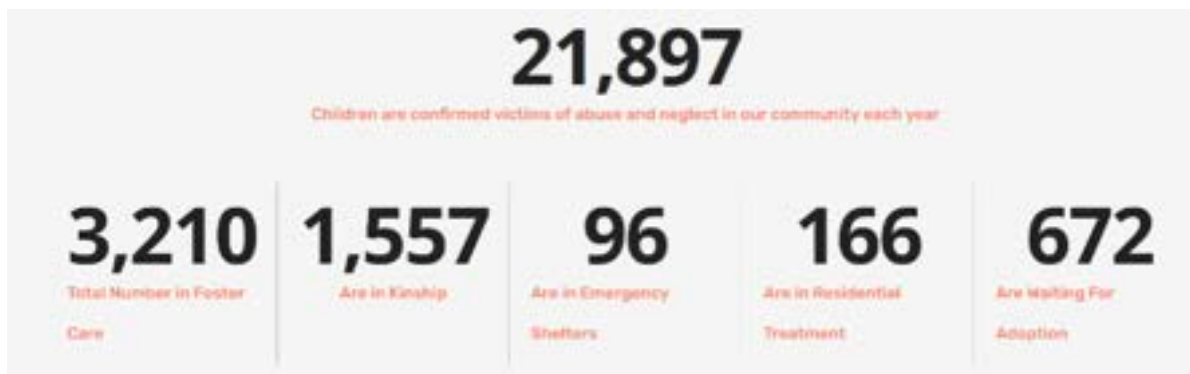 21,897
Children are confirmed victims of abuse and neglect in our community each year
3,210
Total Number in Foster
Care
1,557
Are in Kinship
96
Are in Emergency
Shelters
166
Are in Residential
Treatment
672
Are Waiting For
Adoption